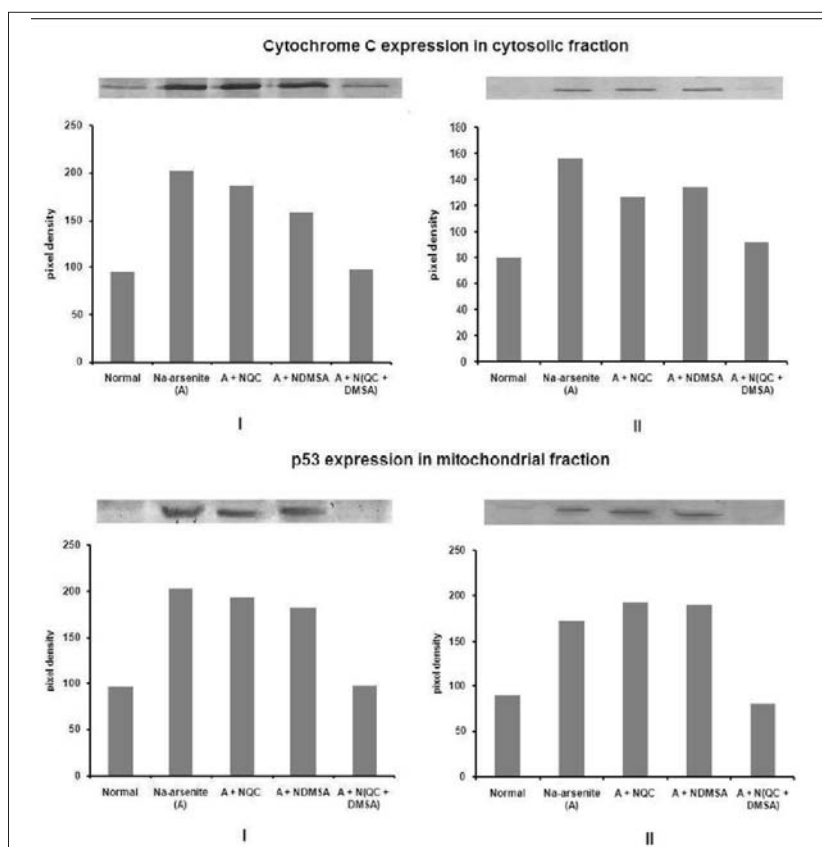 Cytochrome C expression in cytosolic fraction
250
200
150
100
50
0
pixel density
Normal Na-arsenite (A) A + NQC A + NDMSA A + N(QC + DMSA)
I
180
160
140
120
100
80
60
40
20
0
pixel density
Normal Na-arsenite (A) A + NQC A + NDMSA A + N(QC + DMSA)
II
p53 expression in mitochondrial fraction
250
200
150
100
50
0
pixel density
Normal Na-arsenite (A) A + NQC A + NDMSA A + N(QC + DMSA)
I
250
200
150
100
50
0
pixel density
Normal Na-arsenite (A) A + NQC A + NDMSA A + N(QC + DMSA)
II